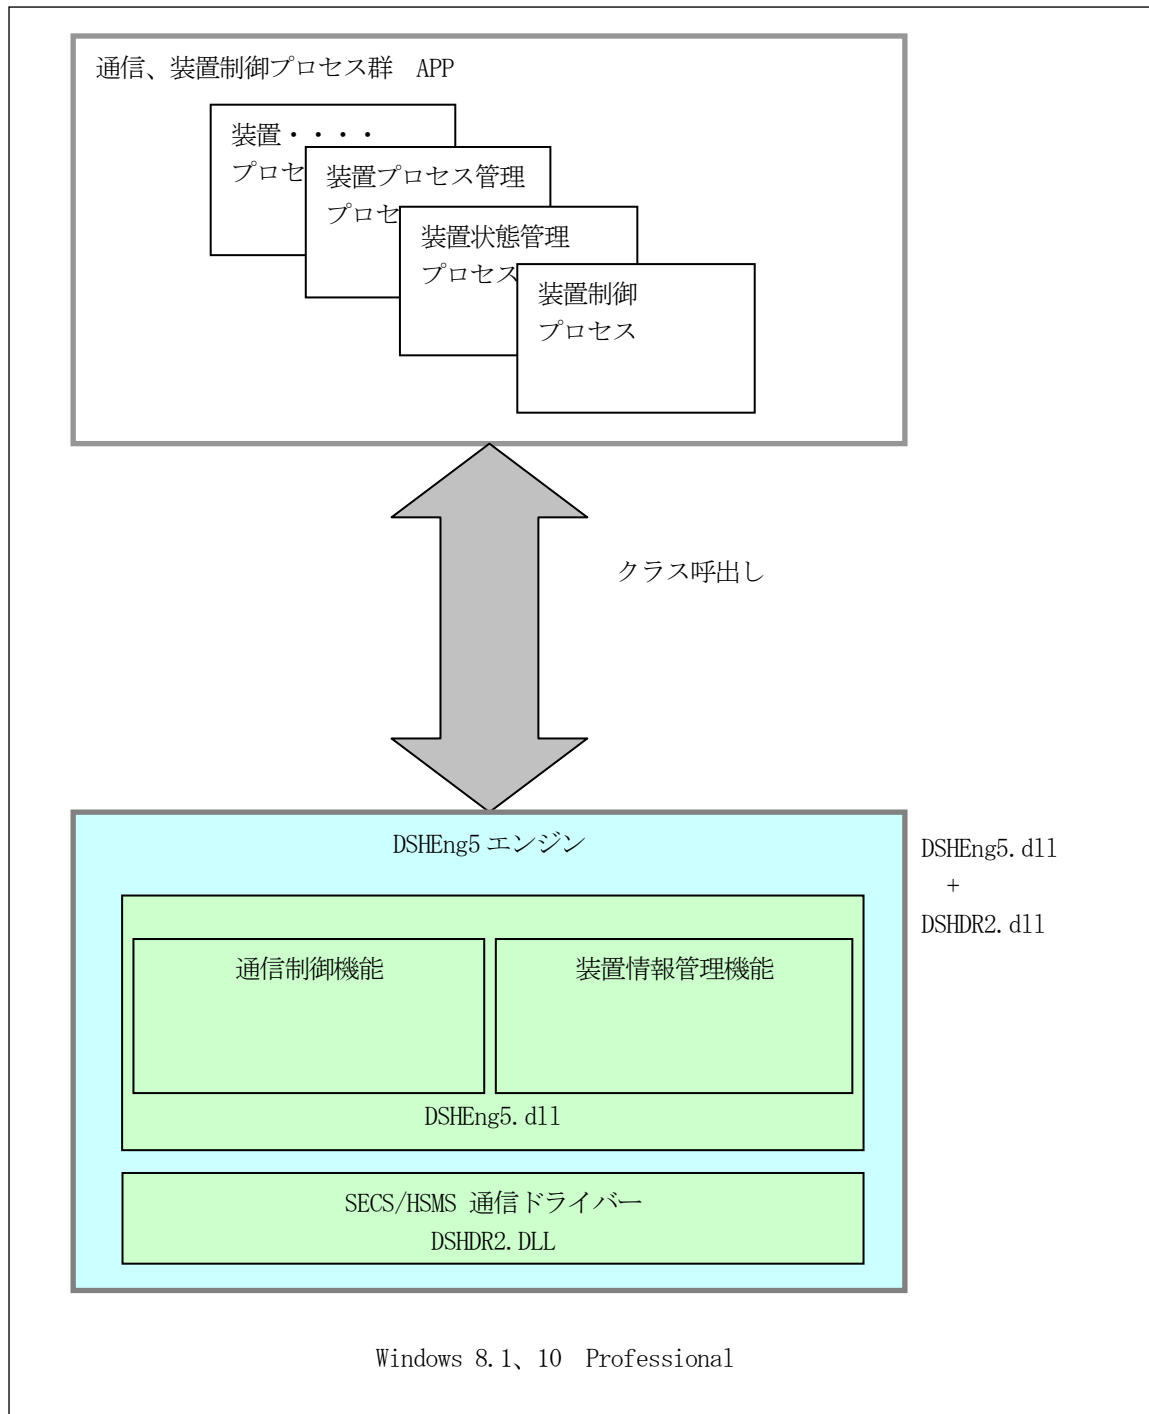 通信、装置制御プロセス群　APP
装置・・・・
プロセ
装置プロセス管理
プロセ
装置状態管理
プロセス
装置制御
プロセス
クラス呼出し
DSHEng5 エンジン
DSHEng5.dll
+
DSHDR2.dll
通信制御機能
装置情報管理機能
DSHEng5.dll
SECS/HSMS 通信ドライバー
DSHDR2.DLL
Windows 8.1、10　Professional